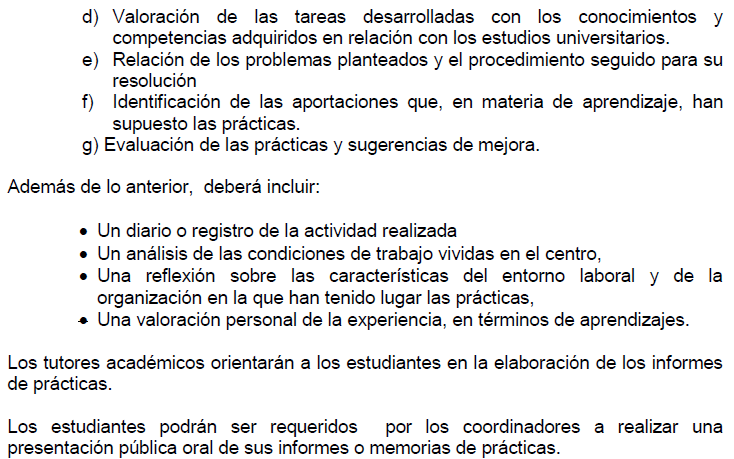 d) Valoración de las tareas desarrolladas con los conocimientos y
competencias adquiridos en relación con los estudios universitarios.
e) Relación de los problemas planteados y el procedimiento seguido para su
resolución
f) Identificación de las aportaciones que, en materia de aprendizaje, han
supuesto las prácticas.
g) Evaluación de las prácticas y sugerencias de mejora.
Además de lo anterior, deberá incluir:
• Un diario o registro de la actividad realizada
• Un análisis de las condiciones de trabajo vividas en el centro,
• Una reflexión sobre las características del entorno laboral y de la
organización en la que han tenido lugar las prácticas,
• Una valoración personal de la experiencia, en términos de aprendizajes.
Los tutores académicos orientarán a los estudiantes en la elaboración de los informes
de prácticas.
Los estudiantes podrán ser requeridos por los coordinadores a realizar una
presentación pública oral de sus informes o memorias de prácticas.